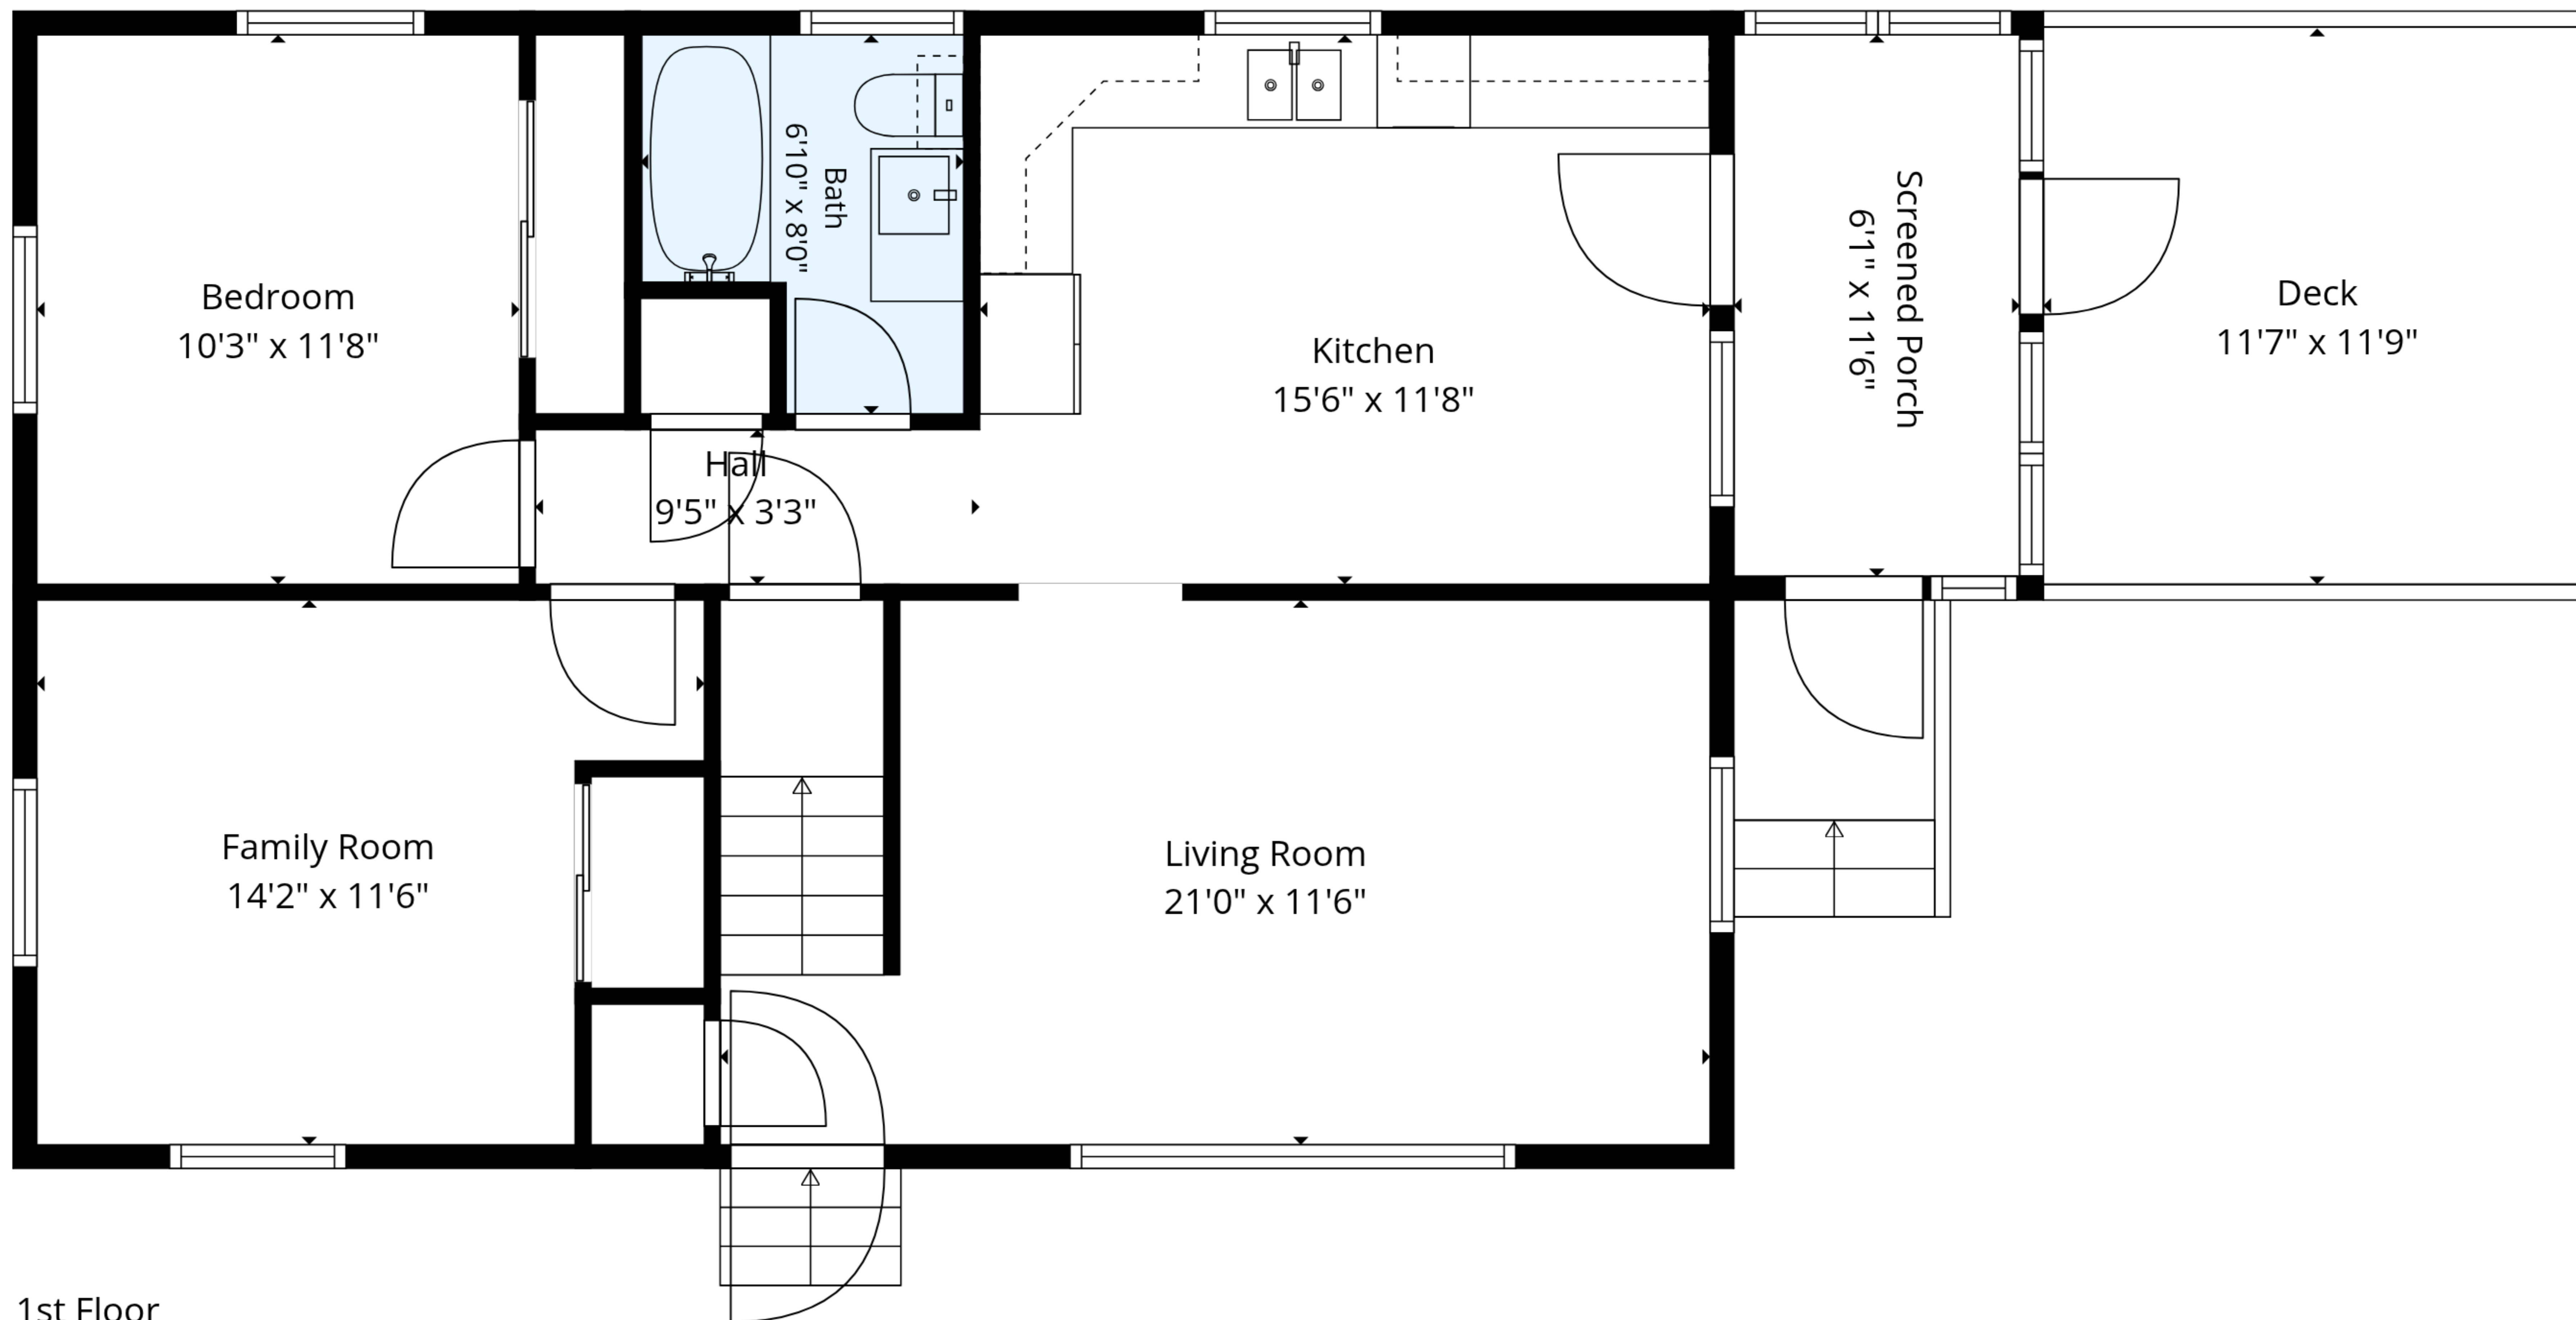 Bedroom
10'3" x 11'8"
Bath
6'10" x 8'0"
Hall
9'5" x 3'3"
Kitchen
15'6" x 11'8"
Screened Porch
6'1" x 11'6"
Deck
11'7" x 11'9"
Family Room
14'2" x 11'6"
Living Room
21'0" x 11'6"
1st Floor